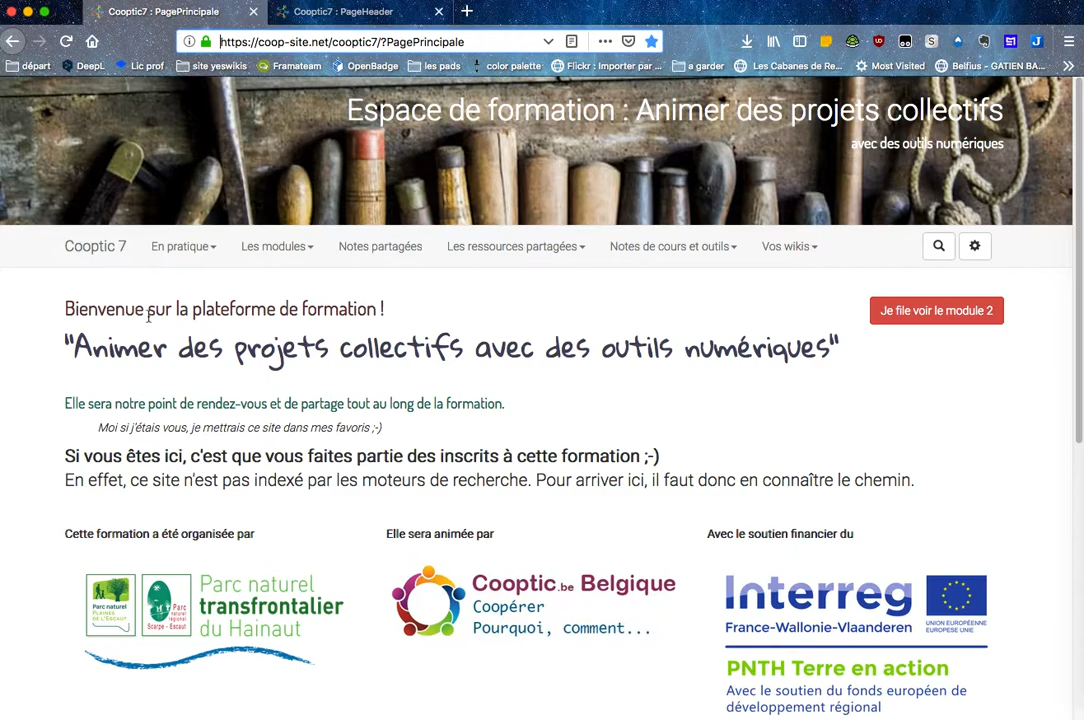 Cooptic7 : PagePrincipale
Cooptic7 : PageHeader
https://coop-site.net/cooptic7/?PagePrincipale
départ
DeepL
Lic prof
site yeswikis
Framateam
OpenBadge
les pads
color palette
Flickr : Importer par ...
a garder
Les Cabanes de Re...
Most Visited
Belfius - GATIEN BA...
Espace de formation : Animer des projets collectifs
avec des outils numériques
Cooptic 7
En pratique
Les modules
Notes partagées
Les ressources partagées
Notes de cours et outils
Vos wikis
Bienvenue sur la plateforme de formation !
Je file voir le module 2
"Animer des projets collectifs avec des outils numériques"
Elle sera notre point de rendez-vous et de partage tout au long de la formation.
Moi si j'étais vous, je mettrais ce site dans mes favoris ;-)
Si vous êtes ici, c'est que vous faites partie des inscrits à cette formation ;-)
En effet, ce site n'est pas indexé par les moteurs de recherche. Pour arriver ici, il faut donc en connaître le chemin.
Cette formation a été organisée par
Elle sera animée par
Avec le soutien financier du
Parc naturel
PLAINES DE L'ESCAUT
Parc
naturel
régional
Scarpe - Escaut
Parc naturel
transfrontalier
du Hainaut
Cooptic.be Belgique
Coopérer
Pourquoi, comment...
Interreg
France-Wallonie-Vlaanderen
UNION EUROPÉENNE
EUROPESE UNIE
PNTH Terre en action
Avec le soutien du fonds européen de
développement régional